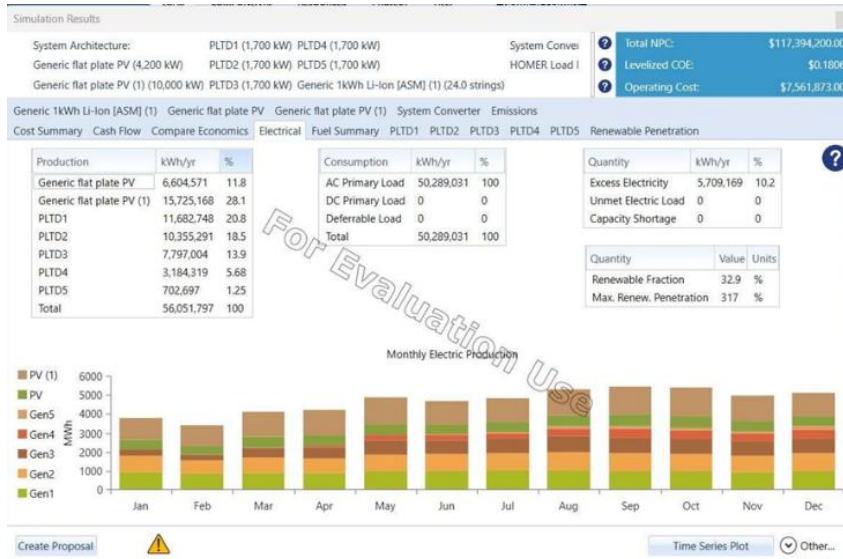 Simulation Results
System Architecture: PLTD1 (1,700 kW) PLTD4 (1,700 kW) System Conver
Generic flat plate PV (4,200 kW) PLTD2 (1,700 kW) PLTD5 (1,700 kW) HOMER Load
Generic flat plate PV (1) (10,000 kW) PLTD3 (1,700 kW) Generic 1kWh Li-Ion [ASM] (1) (24.0 strings)
Total NPC: $117,394,200.00
Levelized COE: $0.1806
Operating Cost: $7,561,873.00
Generic 1kWh Li-Ion [ASM] (1) Generic flat plate PV Generic flat plate PV (1) System Converter Emissions
Cost Summary Cash Flow Compare Economics Electrical Fuel Summary PLTD1 PLTD2 PLTD3 PLTD4 PLTD5 Renewable Penetration
Production kWh/yr %
Generic flat plate PV 6,604,571 11.8
Generic flat plate PV (1) 15,725,168 28.1
PLTD1 11,682,748 20.8
PLTD2 10,355,291 18.5
PLTD3 7,797,004 13.9
PLTD4 3,184,319 5.68
PLTD5 702,697 1.25
Total 56,051,797 100
Consumption kWh/yr %
AC Primary Load 50,289,031 100
DC Primary Load 0 0
Deferrable Load 0 0
Total 50,289,031 100
Quantity kWh/yr %
Excess Electricity 5,709,169 10.2
Unmet Electric Load 0 0
Capacity Shortage 0 0
Quantity Value Units
Renewable Fraction 32.9 %
Max. Renew. Penetration 317 %
For Evaluation Use
Monthly Electric Production
PV (1)
PV
Gen5
Gen4
Gen3
Gen2
Gen1
MWh
6000
5000
4000
3000
2000
1000
0
Jan Feb Mar Apr May Jun Jul Aug Sep Oct Nov Dec
Create Proposal
Time Series Plot
Other...